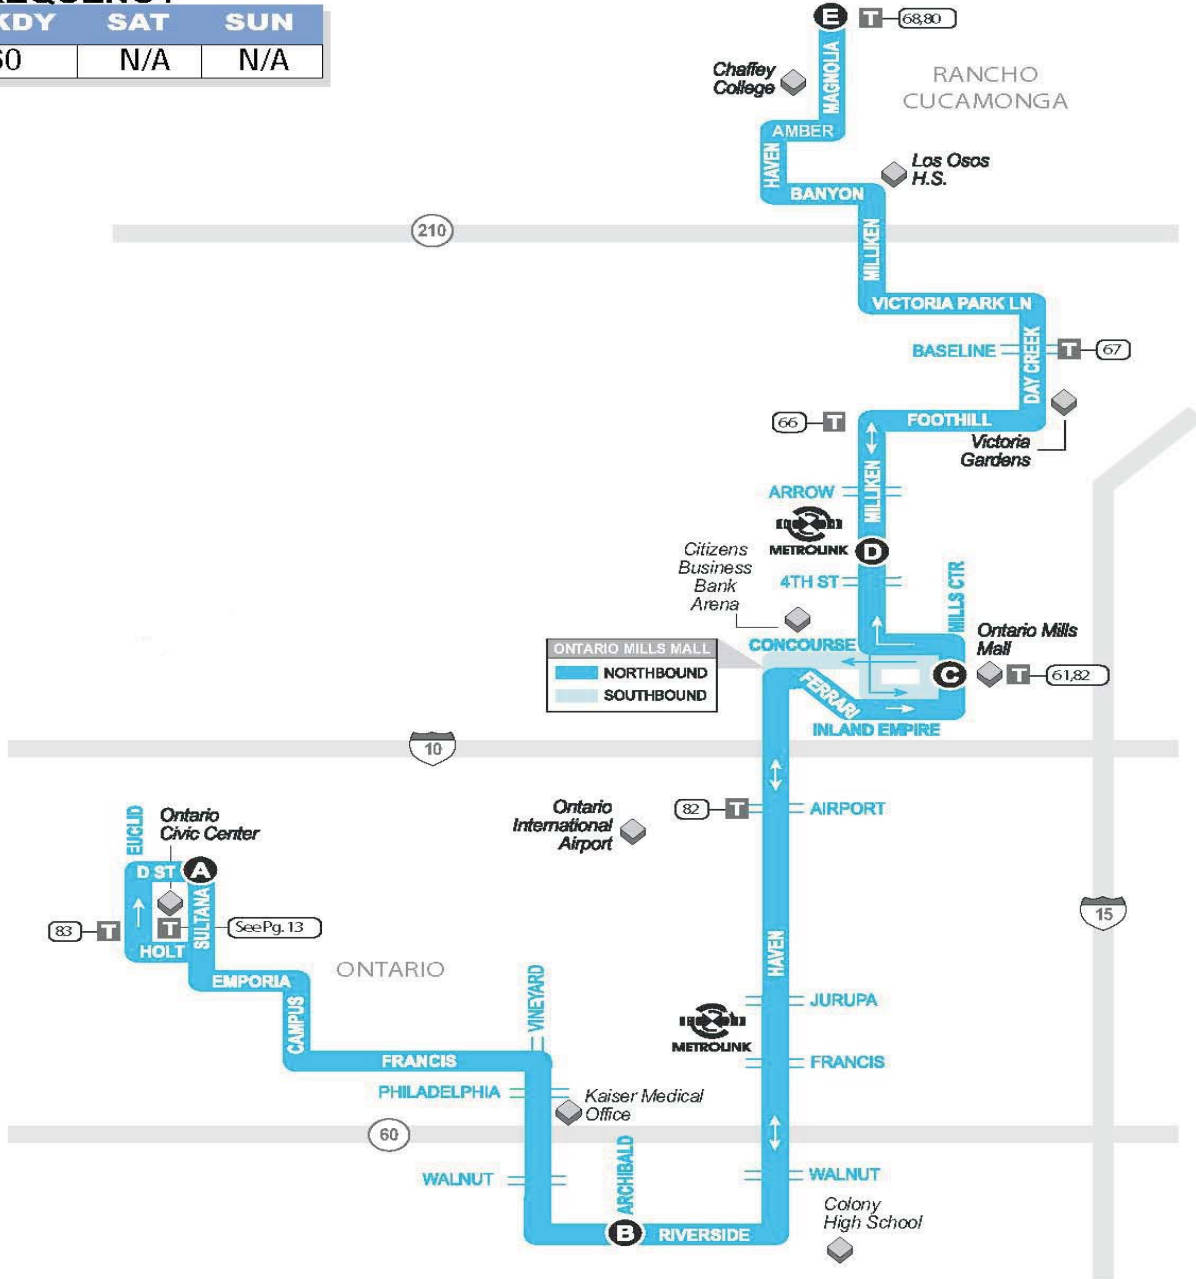 KDY SAT SUN
N/A N/A
E T 68,80
MAGNOLIA
Chaffey
College
RANCHO
CUCAMONGA
AMBER
HAVEN
Los Osos
H.S.
BANYON
210
MILLIKEN
VICTORIA PARK LN
BASELINE
DAY CREEK
T 67
66 T
FOOTHILL
Victoria
Gardens
MILLIKEN
ARROW
METROLINK
D
Citizens
Business
Bank
Arena
4TH ST
MILLS CTR
Ontario Mills
Mall
CONCOURSE
ONTARIO MILLS MALL
NORTHBOUND
SOUTHBOUND
C T 61,82
FERRARI
INLAND EMPIRE
10
EUCLID
Ontario
Civic Center
Ontario
International
Airport
82 T
AIRPORT
D ST A
SULTANA
83 T
T See Pg. 13
HOLT
15
HAVEN
ONTARIO
EMPORIA
VINEYARD
CAMPUS
JURUPA
METROLINK
FRANCIS
FRANCIS
PHILADELPHIA
Kaiser Medical
Office
60
ARCHIBALD
WALNUT
WALNUT
Colony
High School
B RIVERSIDE